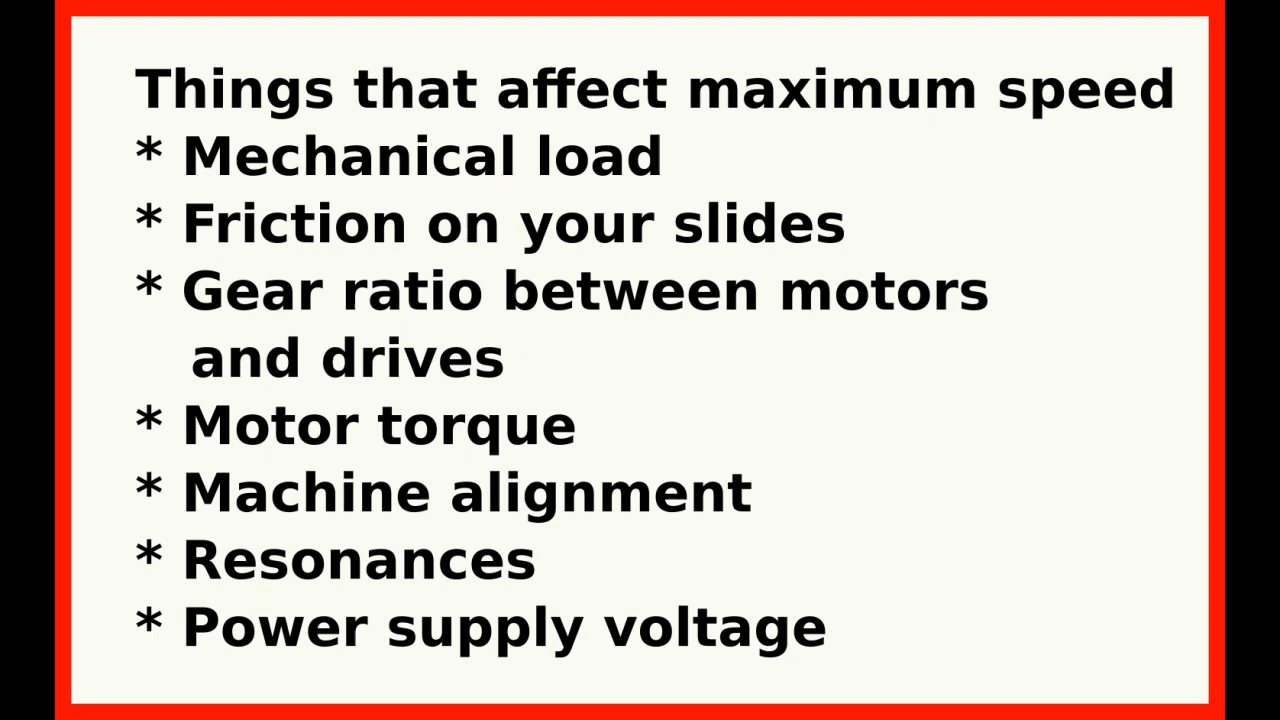 Things that affect maximum speed
* Mechanical load
* Friction on your slides
* Gear ratio between motors
and drives
* Motor torque
* Machine alignment
* Resonances
* Power supply voltage